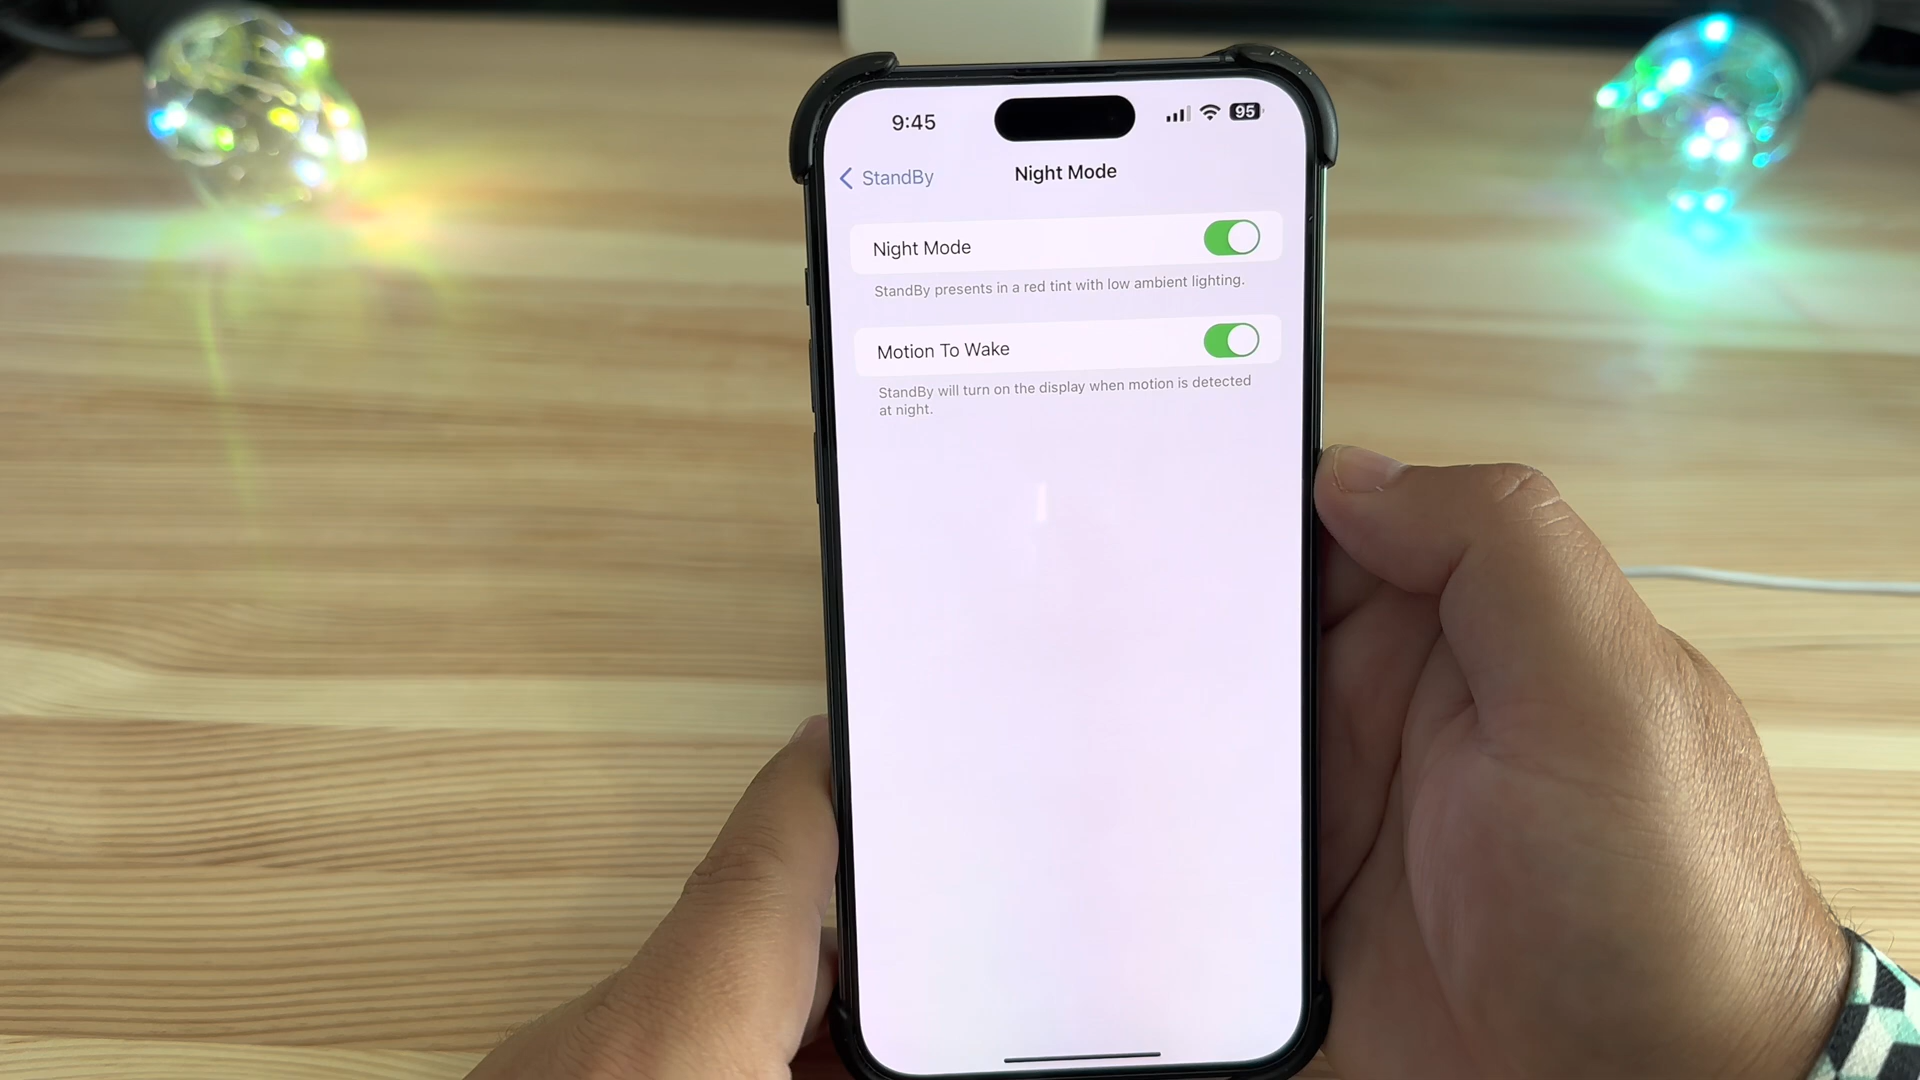 9:45
95
StandBy
Night Mode
Night Mode
StandBy presents in a red tint with low ambient lighting.
Motion To Wake
StandBy will turn on the display when motion is detected
at night.